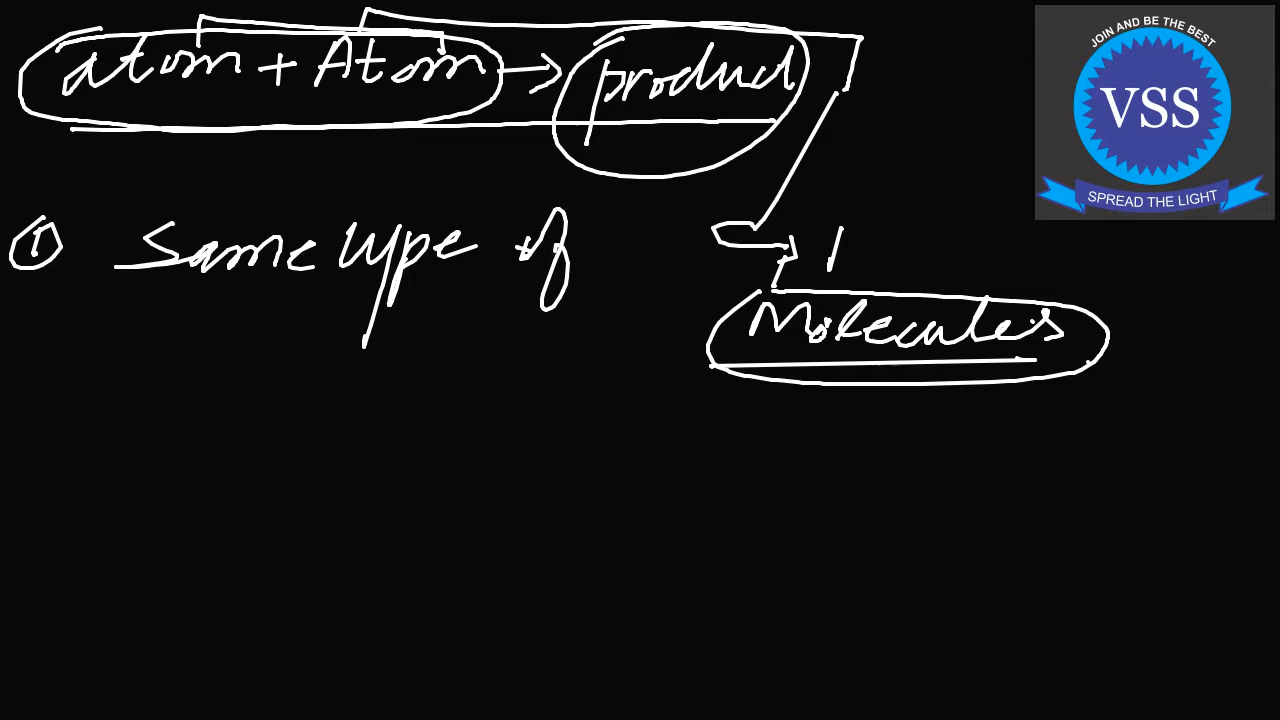 atom + Atom → product
① Same type of
Molecules
JOIN AND BE THE BEST
VSS
SPREAD THE LIGHT